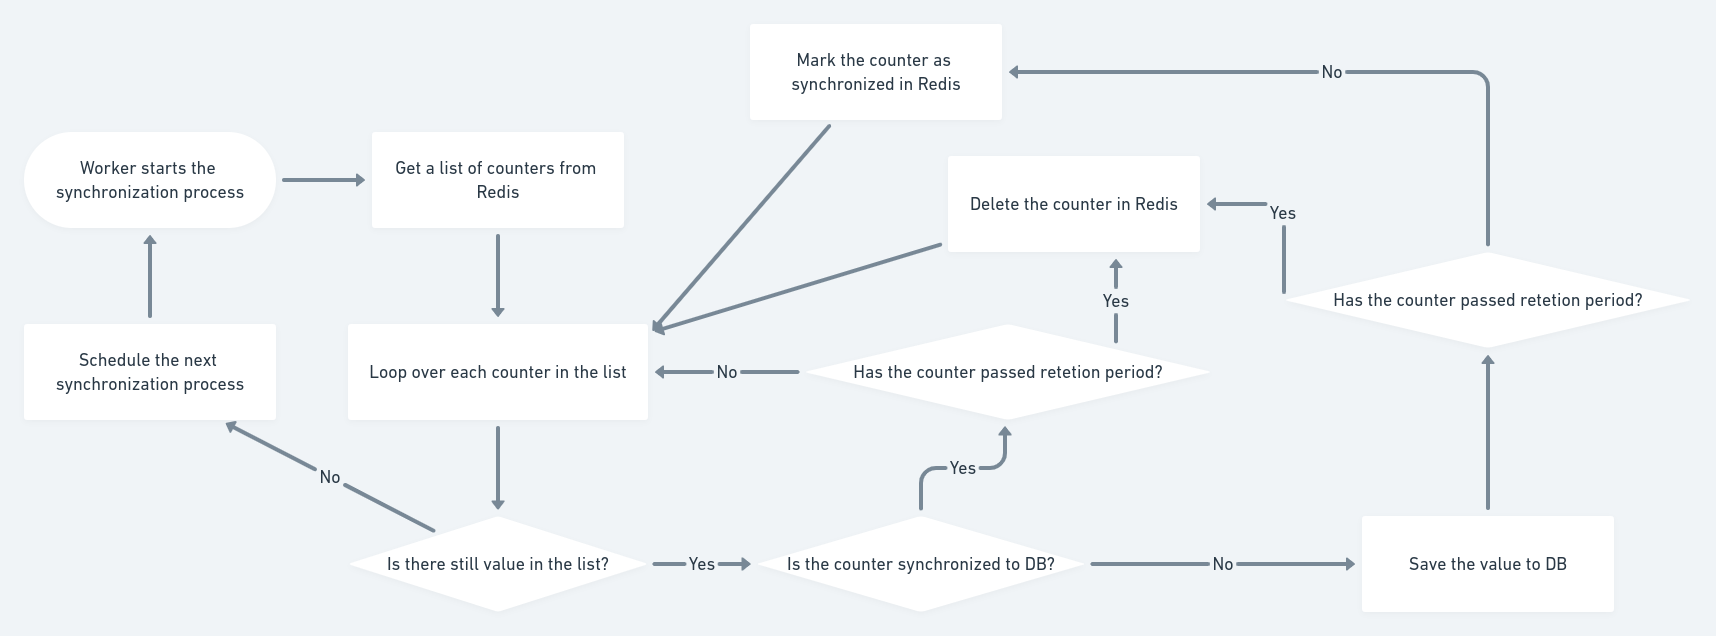 Mark the counter as
synchronized in Redis
No
Worker starts the
synchronization process
Get a list of counters from
Redis
Delete the counter in Redis
Yes
Yes
Has the counter passed retetion period?
Schedule the next
synchronization process
Loop over each counter in the list
No
Has the counter passed retetion period?
No
Yes
Is there still value in the list?
Yes
Is the counter synchronized to DB?
No
Save the value to DB